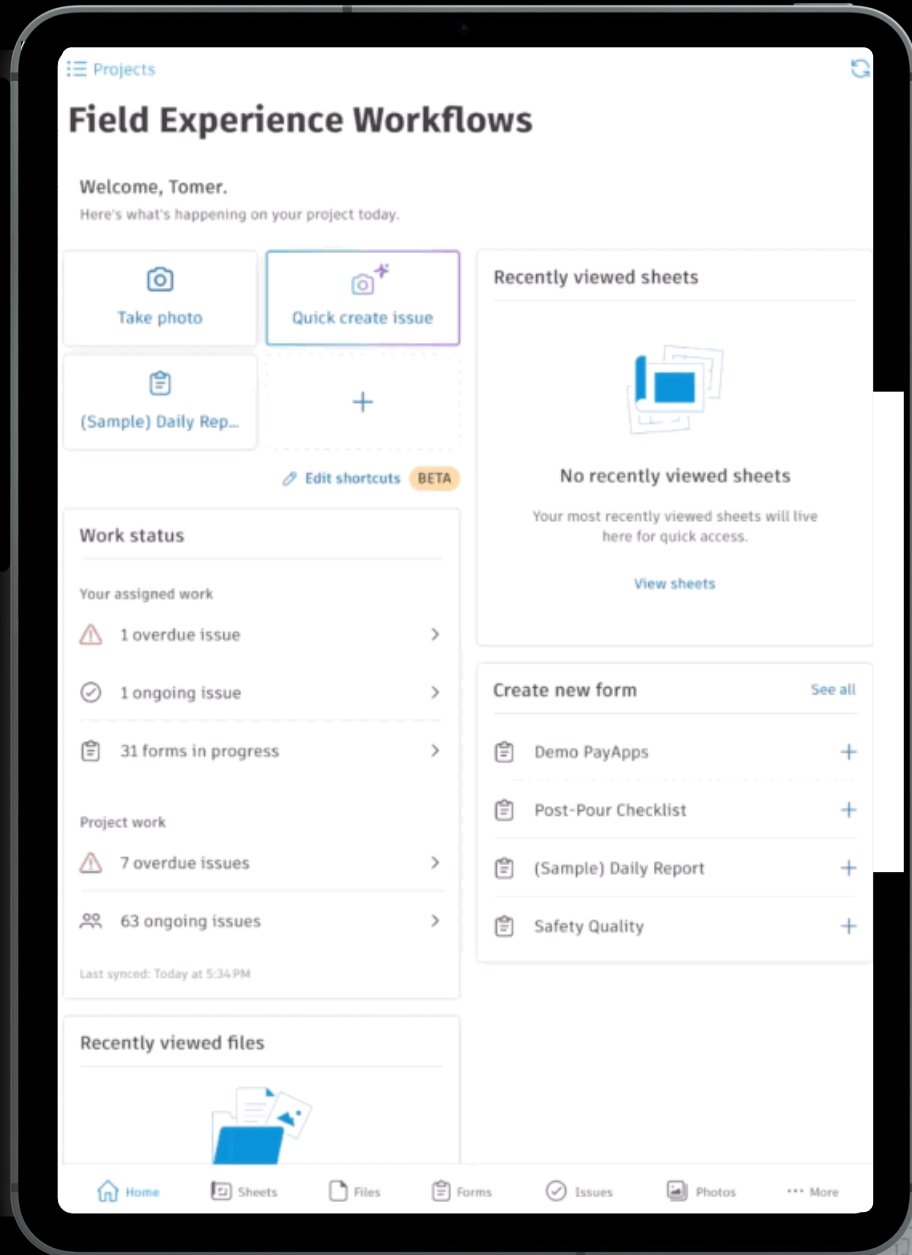 Projects
Field Experience Workflows
Welcome, Tomer.
Here's what's happening on your project today.
Take photo
Quick create issue
(Sample) Daily Rep...
Edit shortcuts BETA
Work status
Your assigned work
1 overdue issue
1 ongoing issue
31 forms in progress
Project work
7 overdue issues
63 ongoing issues
Last synced: Today at 5:34 PM
Recently viewed files
Recently viewed sheets
No recently viewed sheets
Your most recently viewed sheets will live
here for quick access.
View sheets
Create new form
See all
Demo PayApps
Post-Pour Checklist
(Sample) Daily Report
Safety Quality
Home
Sheets
Files
Forms
Issues
Photos
More